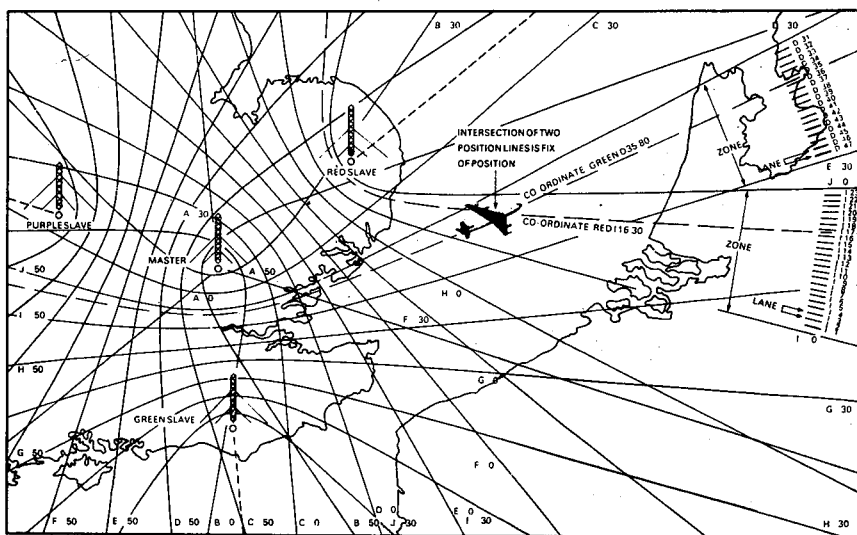 B 30
C 30
D 30
INTERSECTION OF TWO
POSITION LINES IS FIX
OF POSITION
RED SLAVE
CO-ORDINATE GREEN D35 80
ZONE
LANE
E 30
J 0
PURPLE SLAVE
A 30
MASTER
A 50
A 0
CO-ORDINATE RED I 16 30
ZONE
J 50
I 50
H 0
F 30
LANE
I 0
H 50
G 0
GREEN SLAVE
G 30
G 50
F 0
F 50
E 50
D 50
B 0
C 50
C 0
B 50
D 0
J 30
E 0
I 30
H 30